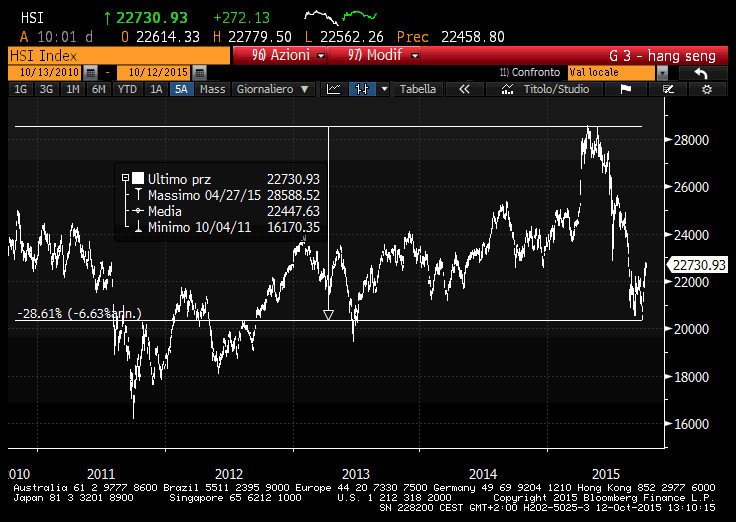 HSI ↑ 22730.93 +272.13
A 10:01 d O 22614.33 H 22779.50 L 22562.26 Prec 22458.80
HSI Index 96) Azioni 97) Modif G 3 - hang seng
10/13/2010 - 10/12/2015 11) Confronto Val locale
1G 3G 1M 6M YTD 1A 5A Mass Giornaliero Tabella Titolo/Studio
28000
Ultimo prz 22730.93
Massimo 04/27/15 28588.52
Media 22447.63
Minimo 10/04/11 16170.35
26000
24000
22730.93
22000
-28.61% (-6.63%ann.)
20000
18000
16000
010 2011 2012 2013 2014 2015
Australia 61 2 9777 8600 Brazil 5511 2395 9000 Europe 44 20 7330 7500 Germany 49 69 9204 1210 Hong Kong 852 2977 6000
Japan 81 3 3201 8900 Singapore 65 6212 1000 U.S. 1 212 318 2000 Copyright 2015 Bloomberg Finance L.P.
SN 228200 CEST GMT+2:00 H202-5025-3 12-Oct-2015 13:10:15